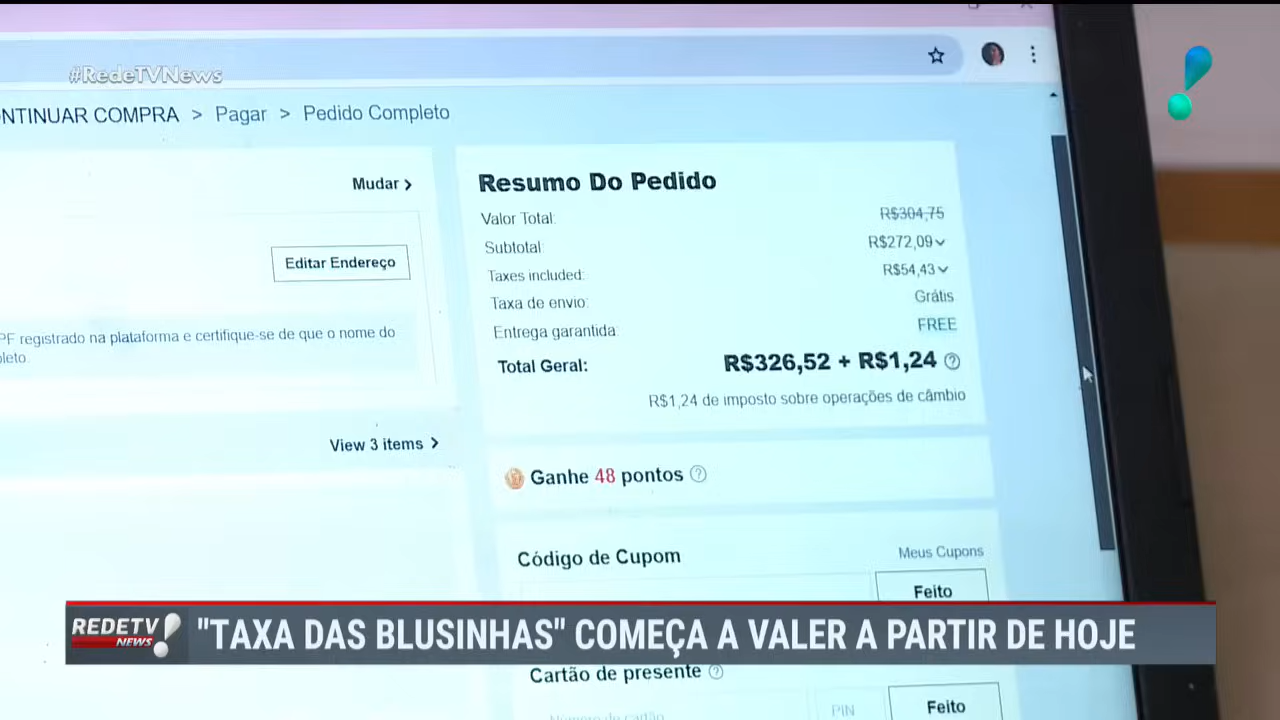 #RedeTVNews
NTINUAR COMPRA > Pagar > Pedido Completo
Mudar >
Editar Endereço
PF registrado na plataforma e certifique-se de que o nome do
pleto.
View 3 items >
Resumo Do Pedido
Valor Total: R$304,75
Subtotal: R$272,09
Taxes included: R$54,43
Taxa de envio: Grátis
Entrega garantida: FREE
Total Geral: R$326,52 + R$1,24 ?
R$1,24 de imposto sobre operações de câmbio
Ganhe 48 pontos ?
Código de Cupom Meus Cupons
Feito
REDETV! NEWS
"TAXA DAS BLUSINHAS" COMEÇA A VALER A PARTIR DE HOJE
Cartão de presente ?
Número do cartão PIN Feito